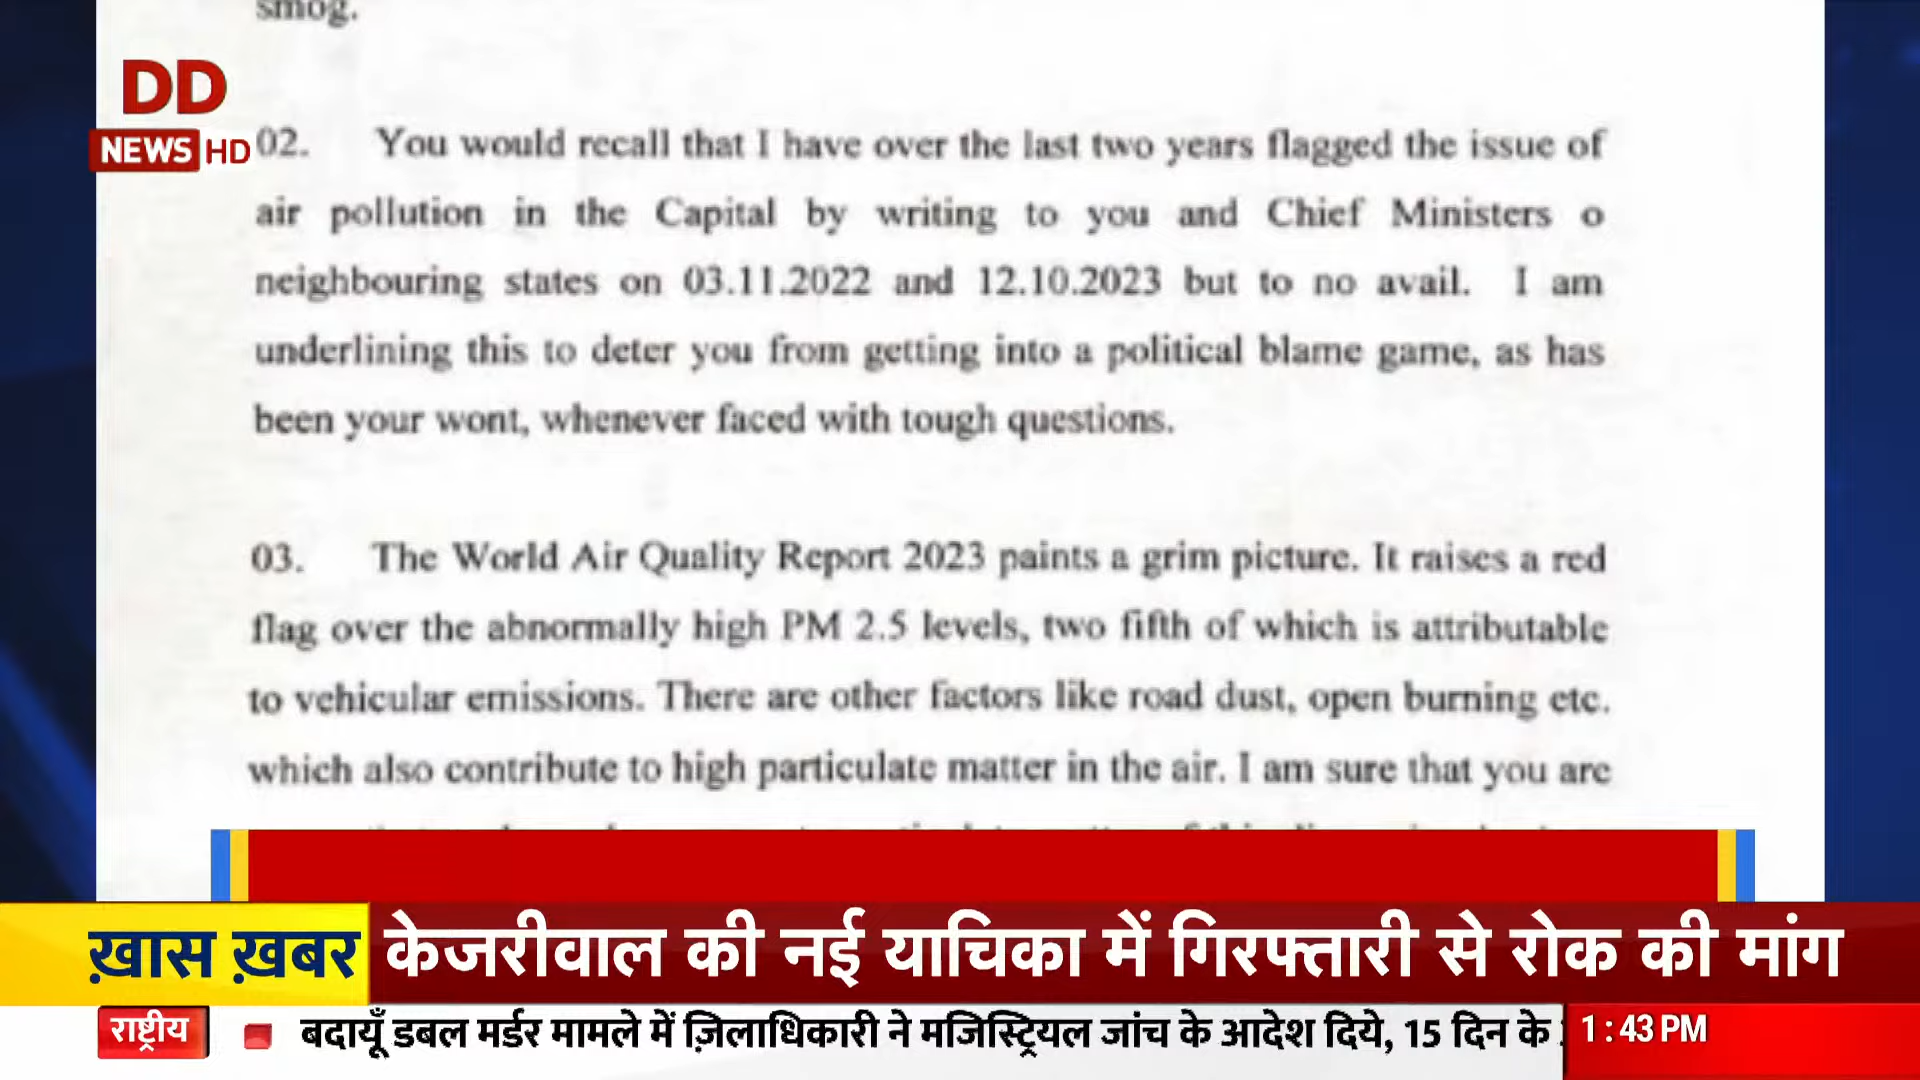 smog.
DD
NEWS HD
02. You would recall that I have over the last two years flagged the issue of
air pollution in the Capital by writing to you and Chief Ministers o
neighbouring states on 03.11.2022 and 12.10.2023 but to no avail. I am
underlining this to deter you from getting into a political blame game, as has
been your wont, whenever faced with tough questions.
03. The World Air Quality Report 2023 paints a grim picture. It raises a red
flag over the abnormally high PM 2.5 levels, two fifth of which is attributable
to vehicular emissions. There are other factors like road dust, open burning etc.
which also contribute to high particulate matter in the air. I am sure that you are
ख़ास ख़बर केजरीवाल की नई याचिका में गिरफ्तारी से रोक की मांग
राष्ट्रीय बदायूँ डबल मर्डर मामले में ज़िलाधिकारी ने मजिस्ट्रियल जांच के आदेश दिये, 15 दिन के 1:43 PM